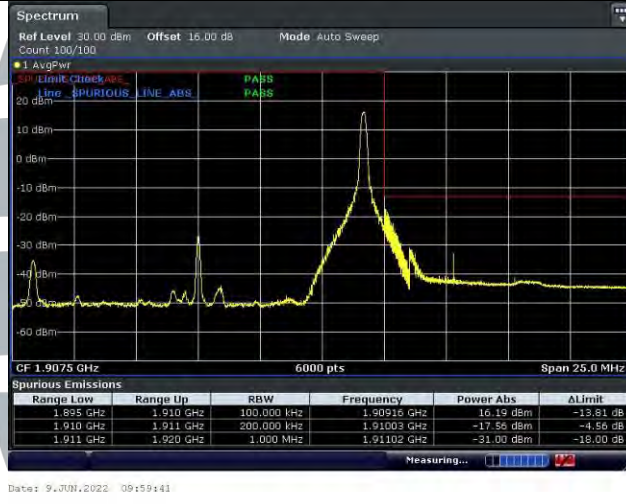 Spectrum
Ref Level 30.00 dBm Offset 16.00 dB Mode Auto Sweep
Count 100/100
1 AvgPwr
Limit Check PASS
Line _SPURIOUS_LINE_ABS_ PASS
20 dBm
10 dBm
0 dBm
-10 dBm
-20 dBm
-30 dBm
-40 dBm
-50 dBm
-60 dBm
CF 1.9075 GHz 6000 pts Span 25.0 MHz
Spurious Emissions
Range Low Range Up RBW Frequency Power Abs ΔLimit
1.895 GHz 1.910 GHz 100.000 kHz 1.90916 GHz 16.19 dBm -13.81 dB
1.910 GHz 1.911 GHz 200.000 kHz 1.91003 GHz -17.56 dBm -4.56 dB
1.911 GHz 1.920 GHz 1.000 MHz 1.91102 GHz -31.00 dBm -18.00 dB
Measuring...
Date: 9.JUN.2022 09:59:41